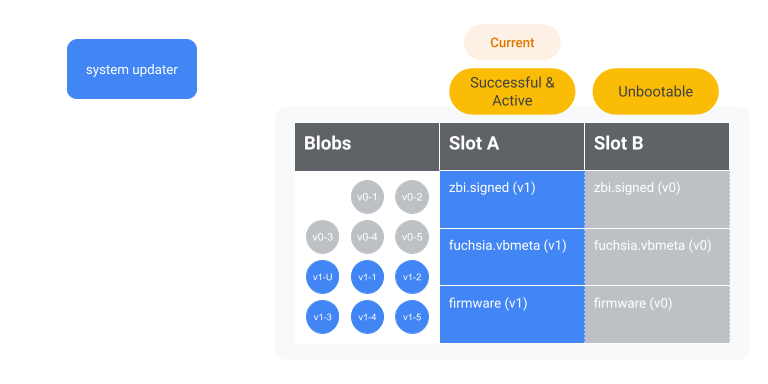 Current
system updater
Successful &
Active
Unbootable
Blobs
Slot A
Slot B
v0-1
v0-2
v0-3
v0-4
v0-5
v1-U
v1-1
v1-2
v1-3
v1-4
v1-5
zbi.signed (v1)
zbi.signed (v0)
fuchsia.vbmeta (v1)
fuchsia.vbmeta (v0)
firmware (v1)
firmware (v0)